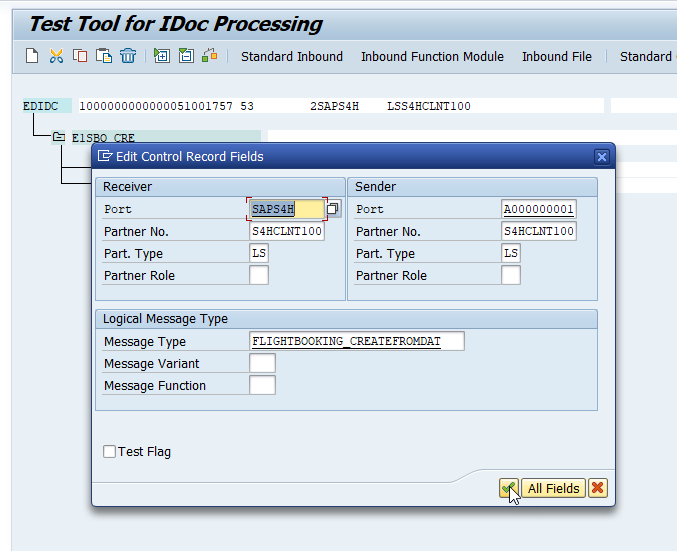 Test Tool for IDoc Processing
Standard Inbound Inbound Function Module Inbound File Standard
EDIDC 1000000000000051001757 53 2SAPS4H LSS4HCLNT100
E1SBO_CRE
Edit Control Record Fields
Receiver Sender
Port SAPS4H Port A000000001
Partner No. S4HCLNT100 Partner No. S4HCLNT100
Part. Type LS Part. Type LS
Partner Role Partner Role
Logical Message Type
Message Type FLIGHTBOOKING_CREATEFROMDAT
Message Variant
Message Function
Test Flag
All Fields